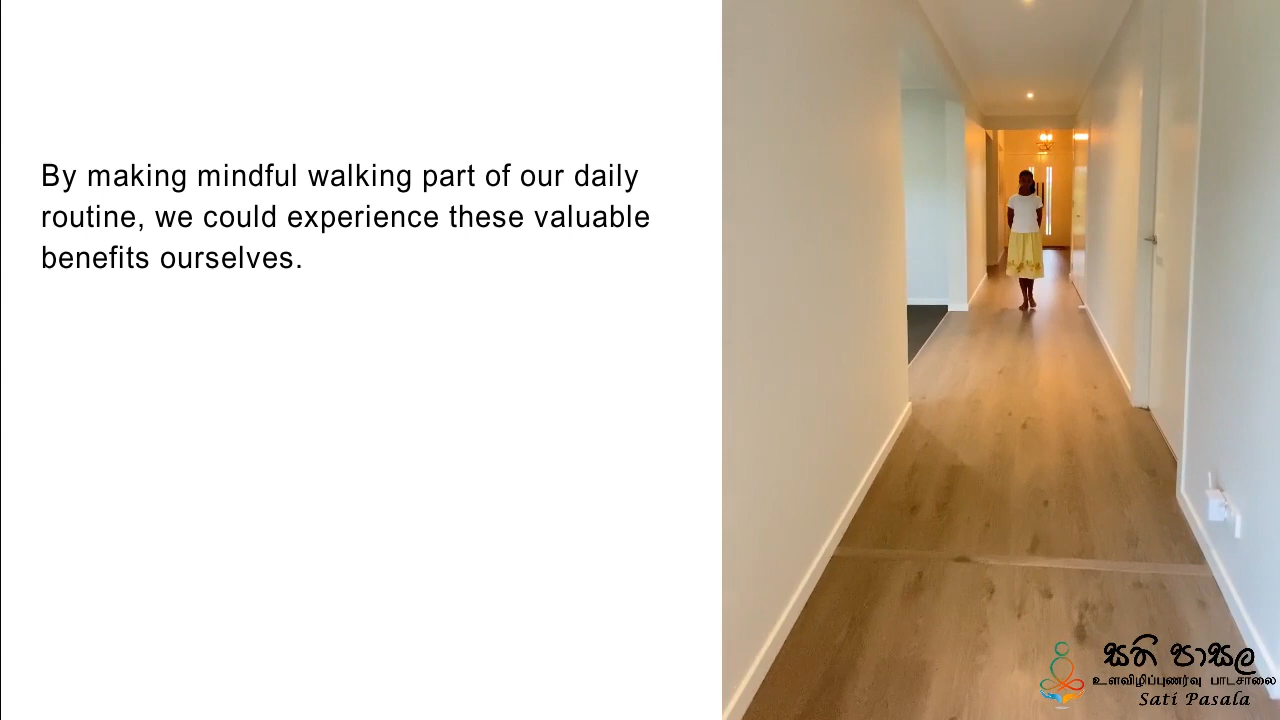 By making mindful walking part of our daily
routine, we could experience these valuable
benefits ourselves.
සති පාසල
உளவிழிப்புணர்வு பாடசாலை
Sati Pasala